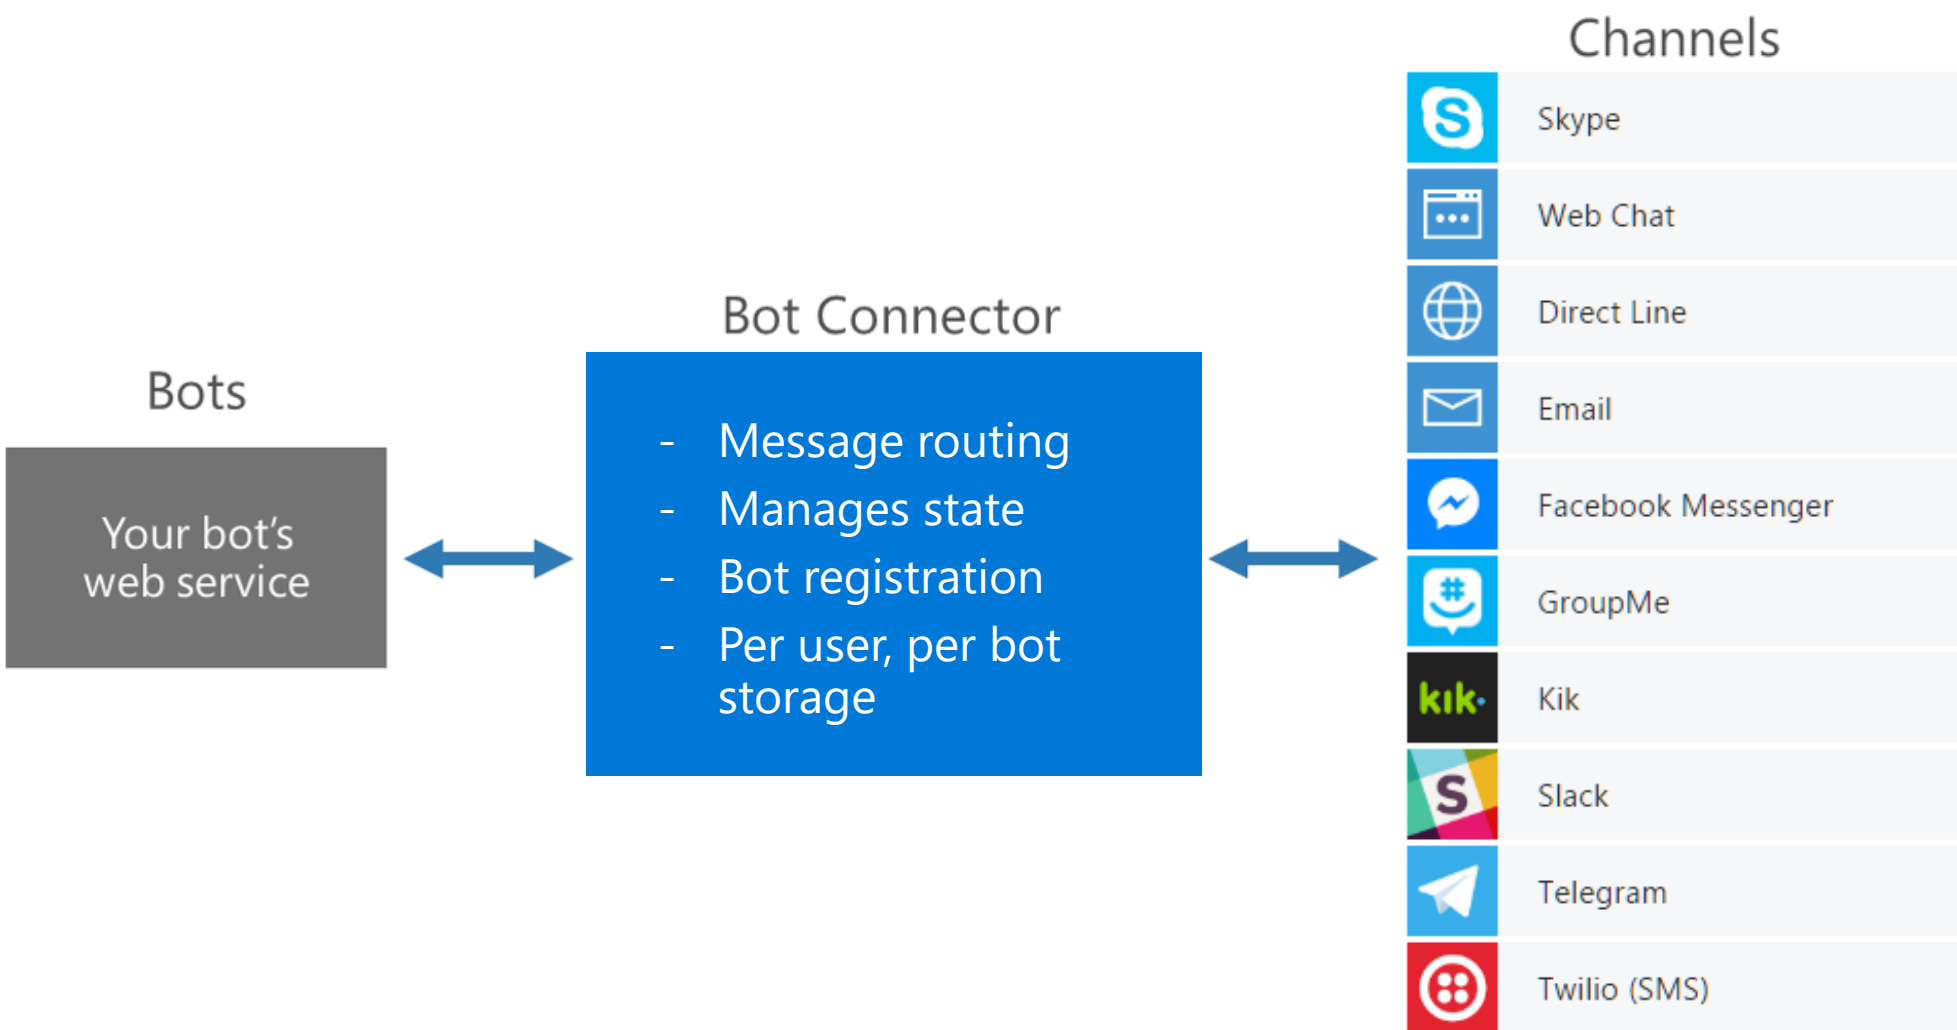 Bots
Your bot's
web service
Bot Connector
- Message routing
- Manages state
- Bot registration
- Per user, per bot
storage
Channels
S
Skype
Web Chat
Direct Line
Email
Facebook Messenger
#
GroupMe
kik·
Kik
S
Slack
Telegram
Twilio (SMS)